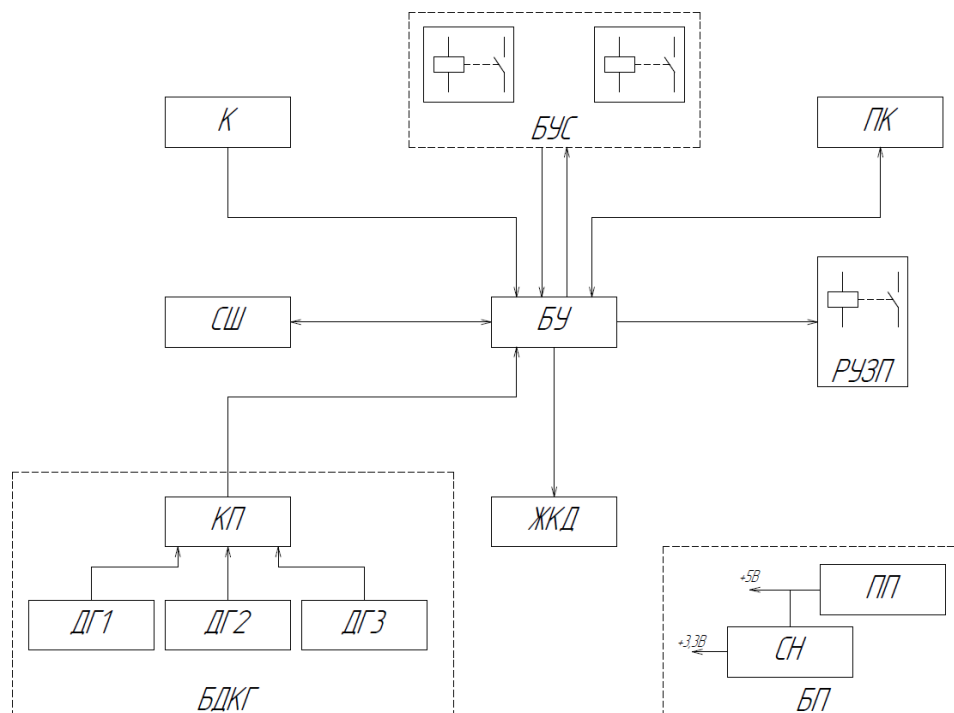 К
БУС
ПК
СШ
БУ
РУЗП
КП
ЖКД
ДГ1
ДГ2
ДГ3
БДКГ
+5В
ПП
+3,3В
СН
БП